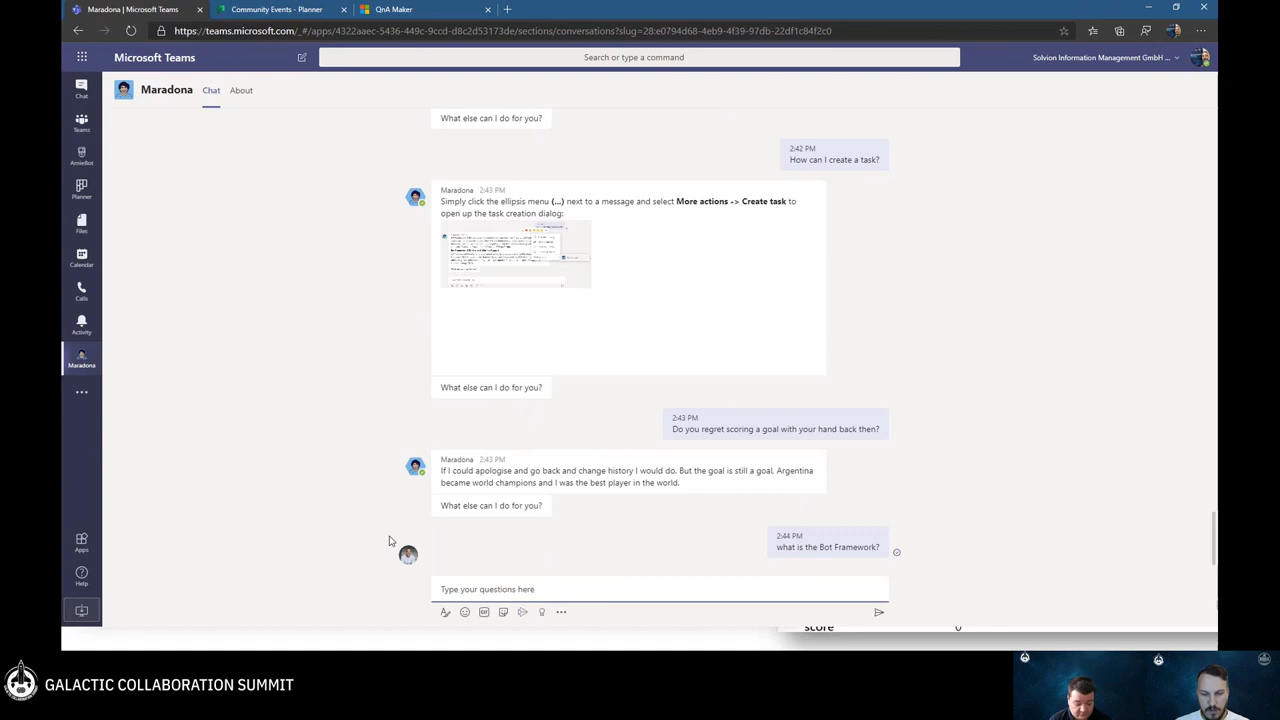 Maradona | Microsoft Teams
Community Events - Planner
QnA Maker
https://teams.microsoft.com/_#/apps/4322aaec-5436-449c-9ccd-d8c2d53173de/sections/conversations?slug=28:e0794d68-4eb9-4f39-97db-22df1c84f2c0
Microsoft Teams
Search or type a command
Solvion Information Management GmbH ...
Maradona
Chat
About
Chat
Teams
ArnieBot
Planner
Files
Calendar
Calls
Activity
Maradona
Apps
Help
What else can I do for you?
2:42 PM
How can I create a task?
Maradona 2:43 PM
Simply click the ellipsis menu (...) next to a message and select More actions -> Create task to
open up the task creation dialog:
What else can I do for you?
2:43 PM
Do you regret scoring a goal with your hand back then?
Maradona 2:43 PM
If I could apologise and go back and change history I would do. But the goal is still a goal, Argentina
became world champions and I was the best player in the world.
What else can I do for you?
2:44 PM
what is the Bot Framework?
Type your questions here
GIF
score 0
GALACTIC COLLABORATION SUMMIT